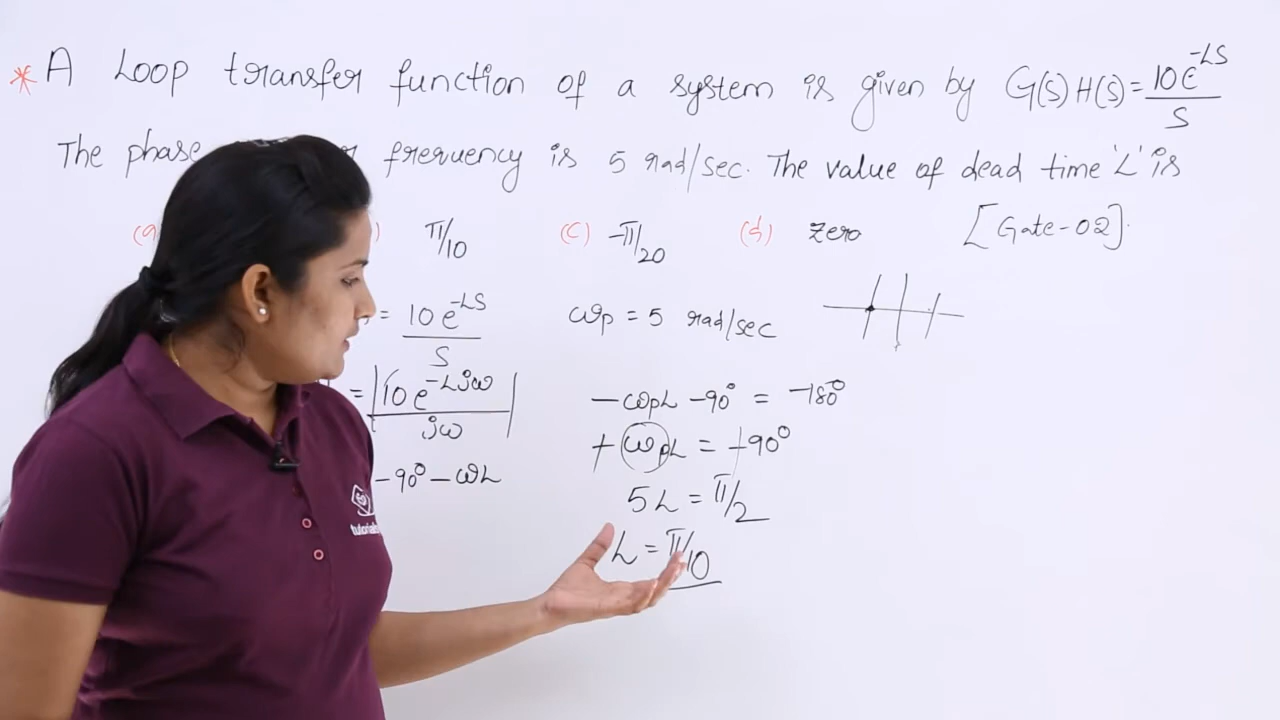 * A Loop transfer function of a system is given by G(s) H(s) = 10 e^-LS / S
The phase frequency is 5 rad/sec. The value of dead time 'L' is
(a π/10 (c) -π/20 (d) zero [Gate-02].
= 10 e^-LS / S
ωp = 5 rad/sec
= |10 e^-Ljω / jω|
-90° - ωL
-ωpL - 90° = -180°
+ωpL = +90°
5L = π/2
L = π/10